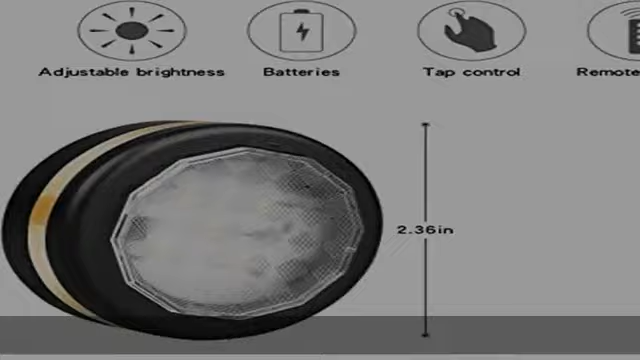 Adjustable brightness
Batteries
Tap control
Remote
2.36in